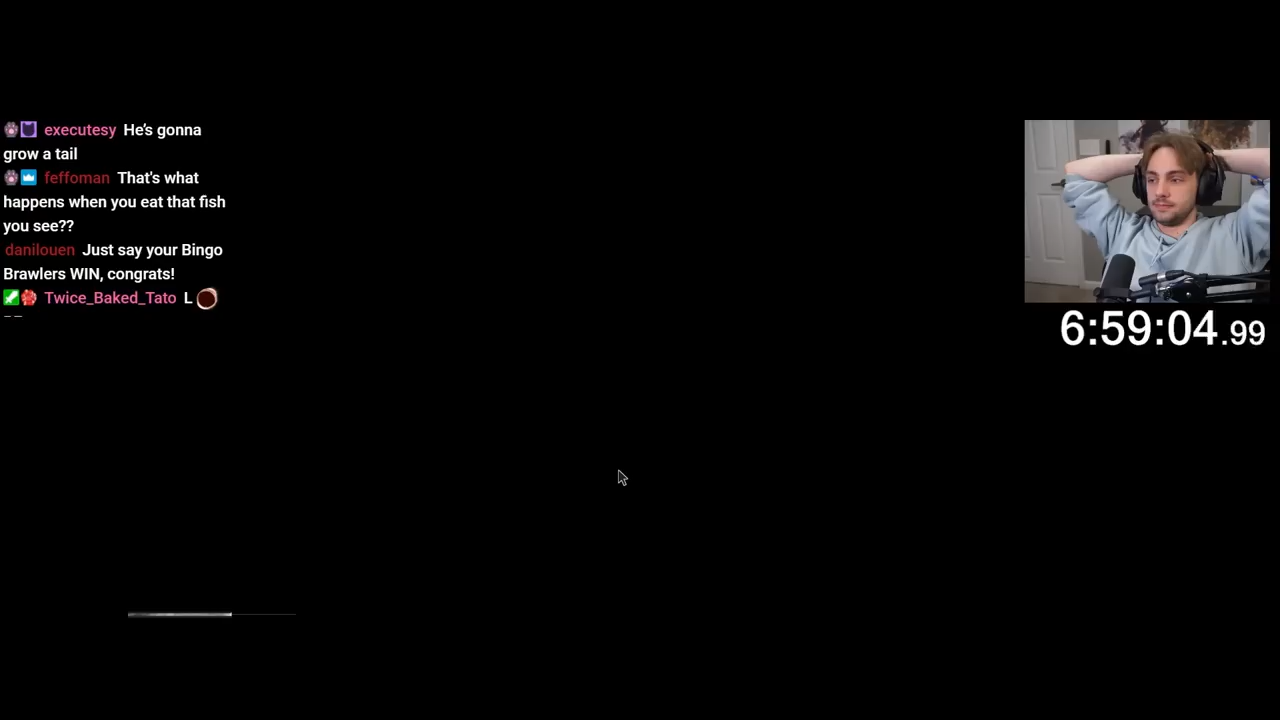 executesy He's gonna
grow a tail
feffoman That's what
happens when you eat that fish
you see??
danilouen Just say your Bingo
Brawlers WIN, congrats!
Twice_Baked_Tato L
6:59:04.99